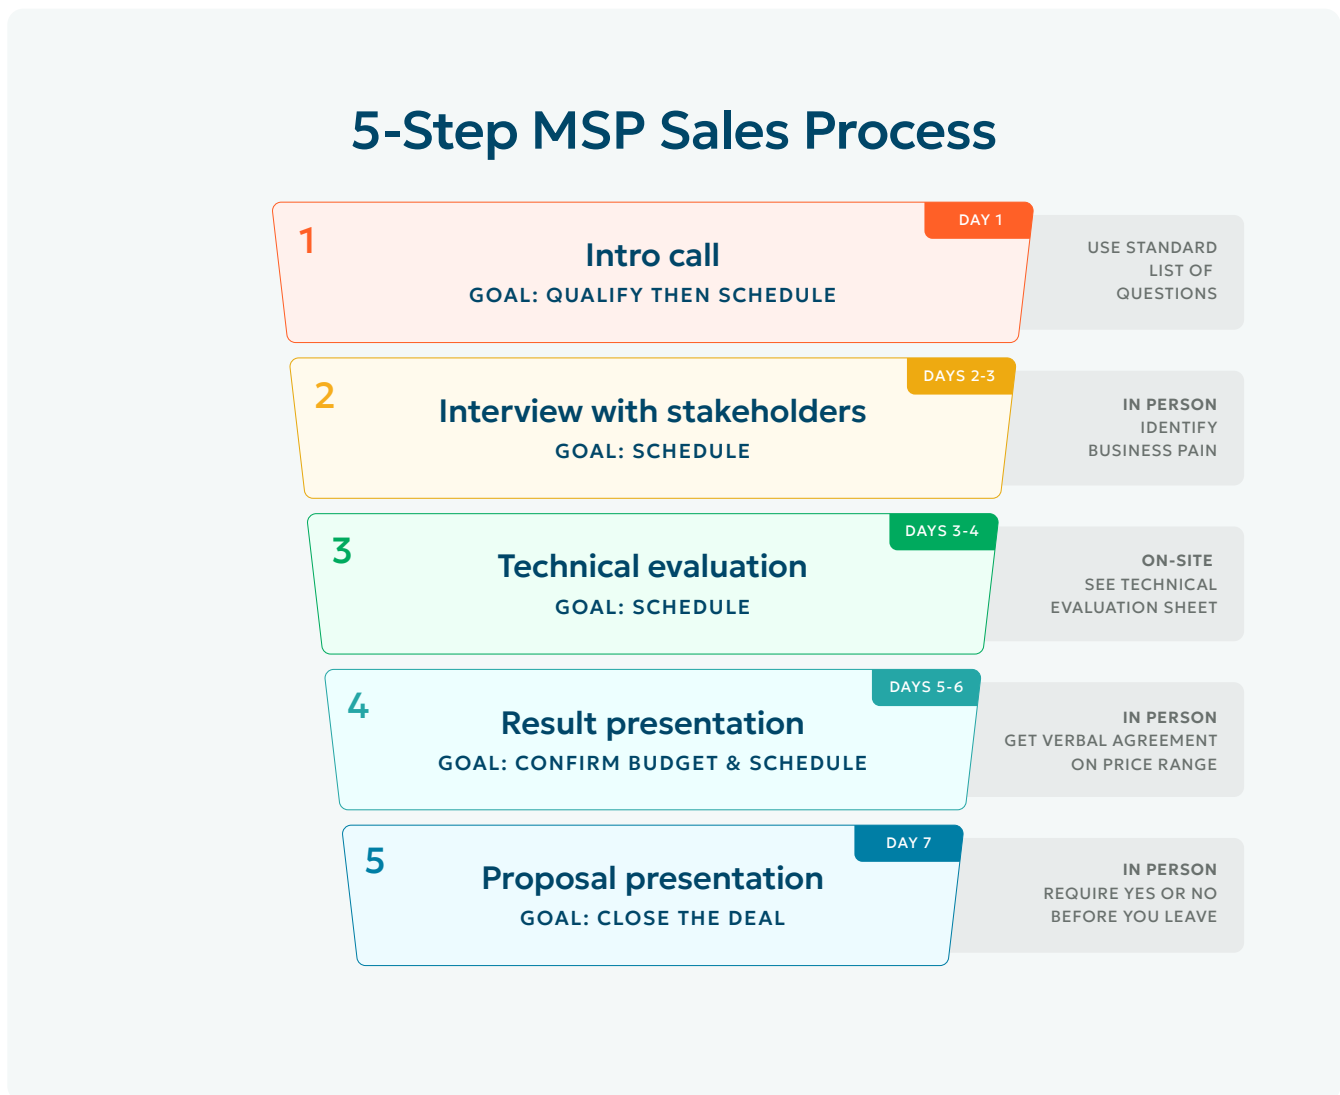 5-Step MSP Sales Process
1
DAY 1
Intro call
GOAL: QUALIFY THEN SCHEDULE
USE STANDARD
LIST OF
QUESTIONS
2
DAYS 2-3
Interview with stakeholders
GOAL: SCHEDULE
IN PERSON
IDENTIFY
BUSINESS PAIN
3
DAYS 3-4
Technical evaluation
GOAL: SCHEDULE
ON-SITE
SEE TECHNICAL
EVALUATION SHEET
4
DAYS 5-6
Result presentation
GOAL: CONFIRM BUDGET & SCHEDULE
IN PERSON
GET VERBAL AGREEMENT
ON PRICE RANGE
5
DAY 7
Proposal presentation
GOAL: CLOSE THE DEAL
IN PERSON
REQUIRE YES OR NO
BEFORE YOU LEAVE